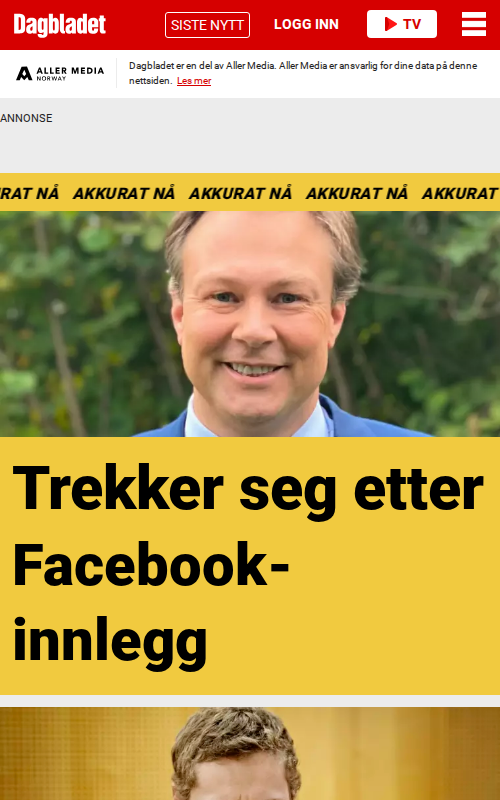 Dagbladet SISTE NYTT LOGG INN TV
ALLER MEDIA
NORWAY
Dagbladet er en del av Aller Media. Aller Media er ansvarlig for dine data på denne
nettsiden. Les mer
ANNONSE
RAT NÅ AKKURAT NÅ AKKURAT NÅ AKKURAT NÅ AKKURAT
Trekker seg etter
Facebook-
innlegg